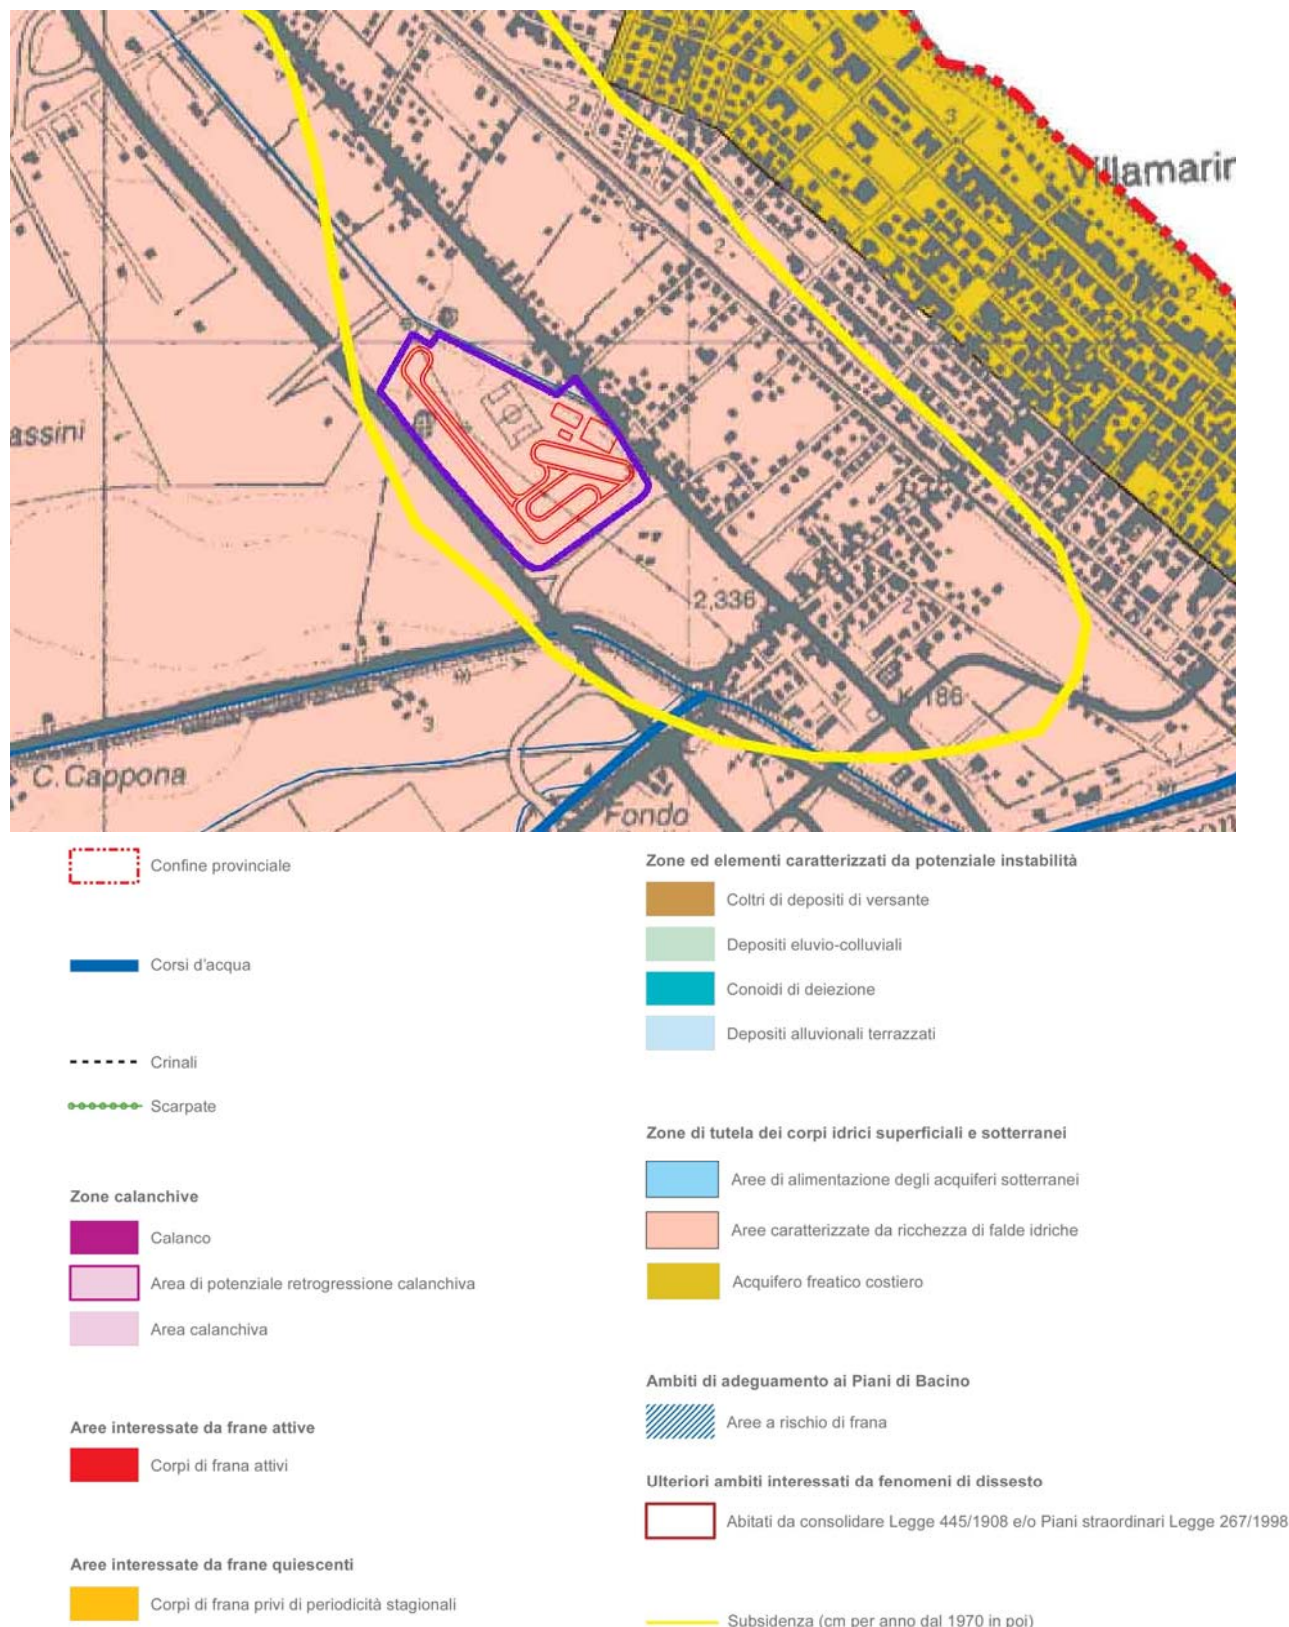 2
3
Villamarin
2
2
assini
2
2,336
2
K 186
3
C. Cappona
Fondo
Confine provinciale
Corsi d'acqua
Crinali
Scarpate
Zone calanchive
Calanco
Area di potenziale retrogressione calanchiva
Area calanchiva
Aree interessate da frane attive
Corpi di frana attivi
Aree interessate da frane quiescenti
Corpi di frana privi di periodicità stagionali
Zone ed elementi caratterizzati da potenziale instabilità
Coltri di depositi di versante
Depositi eluvio-colluviali
Conoidi di deiezione
Depositi alluvionali terrazzati
Zone di tutela dei corpi idrici superficiali e sotterranei
Aree di alimentazione degli acquiferi sotterranei
Aree caratterizzate da ricchezza di falde idriche
Acquifero freatico costiero
Ambiti di adeguamento ai Piani di Bacino
Aree a rischio di frana
Ulteriori ambiti interessati da fenomeni di dissesto
Abitati da consolidare Legge 445/1908 e/o Piani straordinari Legge 267/1998
Subsidenza (cm per anno dal 1970 in poi)